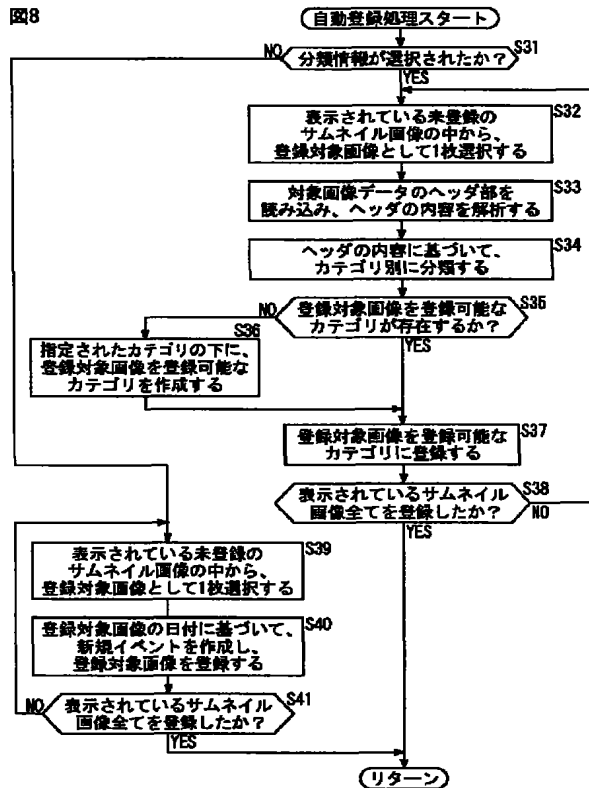 図8
自動登録処理スタート
S31
分類情報が選択されたか？
NO
YES
S32
表示されている未登録の
サムネイル画像の中から、
登録対象画像として1枚選択する
S33
対象画像データのヘッダ部を
読み込み、ヘッダの内容を解析する
S34
ヘッダの内容に基づいて、
カテゴリ別に分類する
S35
登録対象画像を登録可能な
カテゴリが存在するか？
NO
YES
S36
指定されたカテゴリの下に、
登録対象画像を登録可能な
カテゴリを作成する
S37
登録対象画像を登録可能な
カテゴリに登録する
S38
表示されているサムネイル
画像全てを登録したか？
NO
YES
S39
表示されている未登録の
サムネイル画像の中から、
登録対象画像として1枚選択する
S40
登録対象画像の日付に基づいて、
新規イベントを作成し、
登録対象画像を登録する
S41
表示されているサムネイル
画像全てを登録したか？
NO
YES
リターン